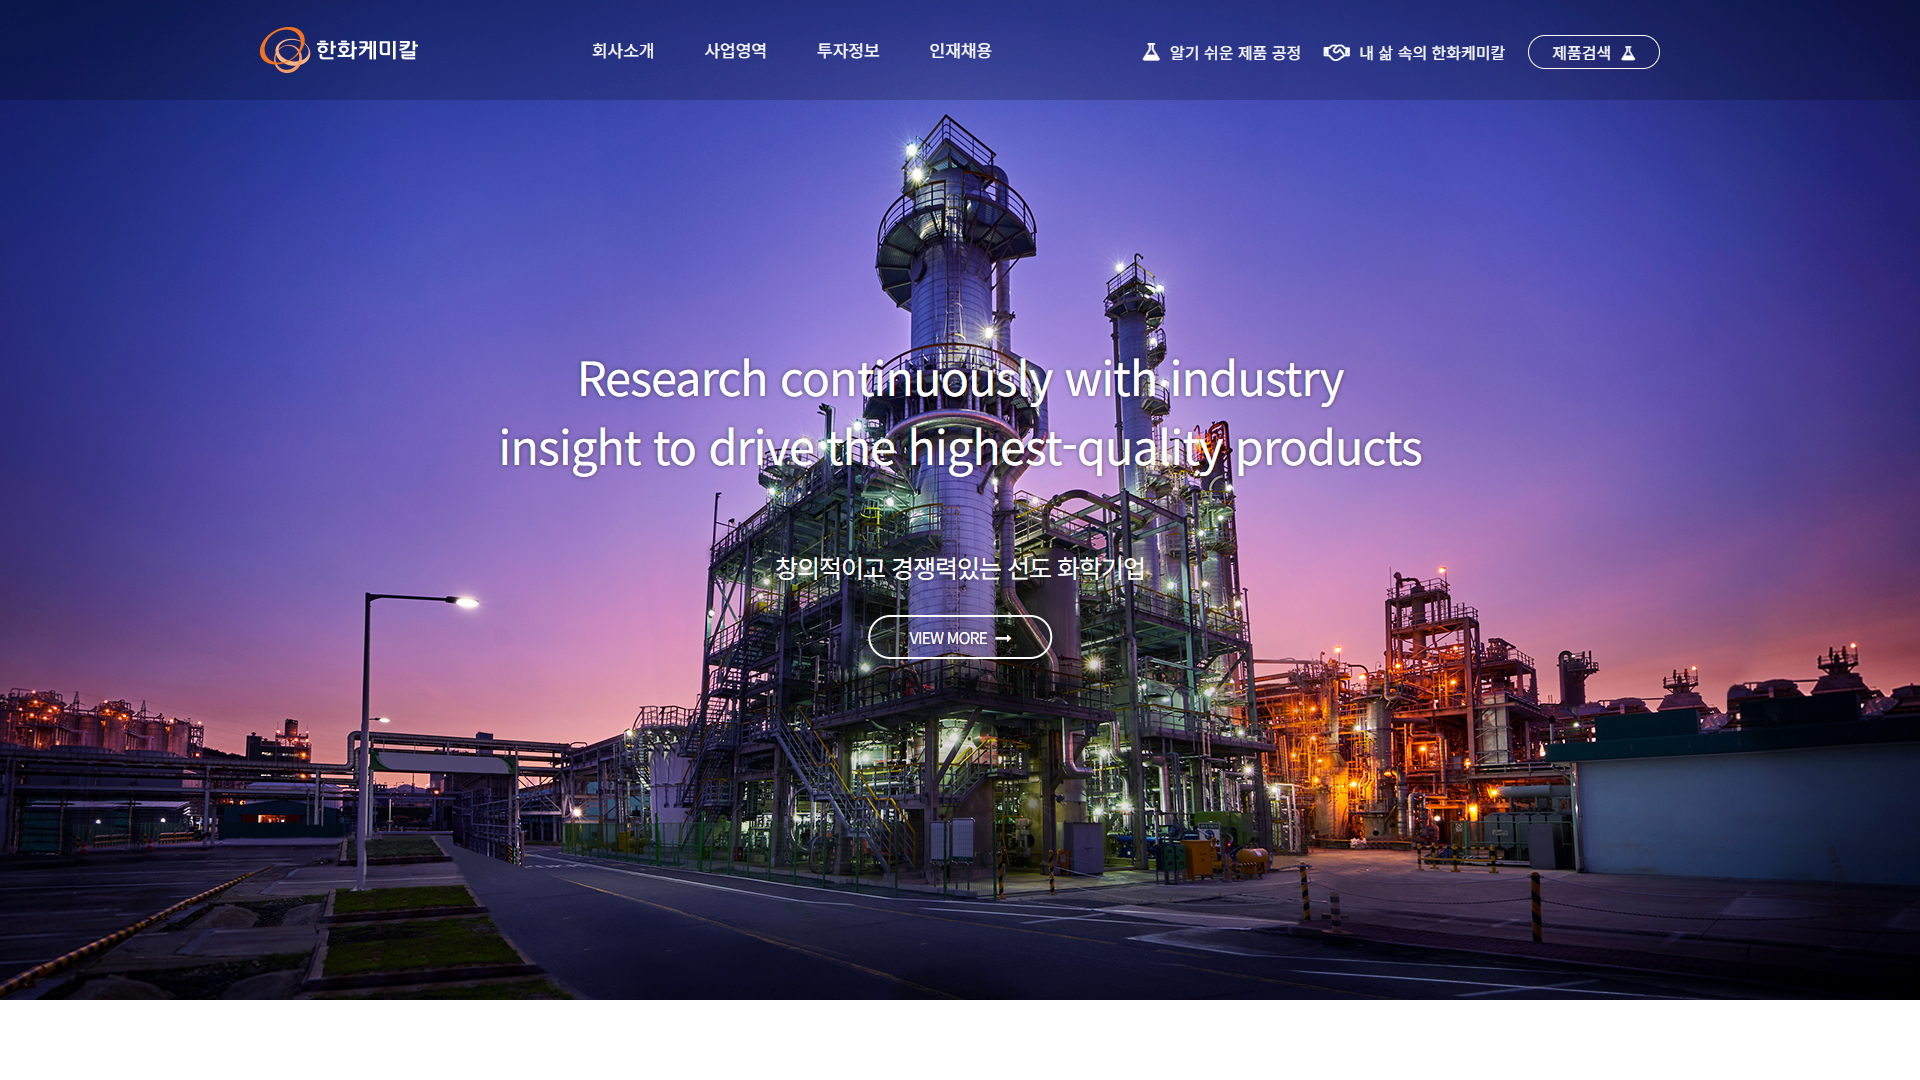 한화케미칼
회사소개
사업영역
투자정보
인재채용
알기 쉬운 제품 공정
내 삶 속의 한화케미칼
제품검색
Research continuously with industry
insight to drive the highest-quality products
창의적이고 경쟁력있는 선도 화학기업
VIEW MORE